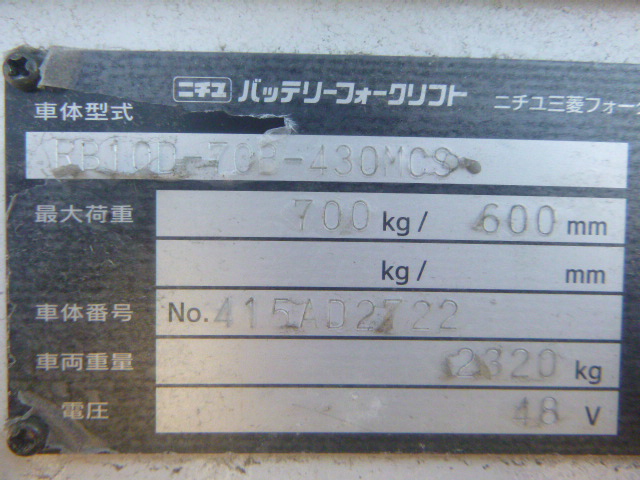 ニチユ バッテリーフォークリフト ニチユ三菱フォー
車体型式
最大荷重 700 kg/ 600 mm
kg/ mm
車体番号 No. 415AD2722
車両重量 2320 kg
電圧 48 V